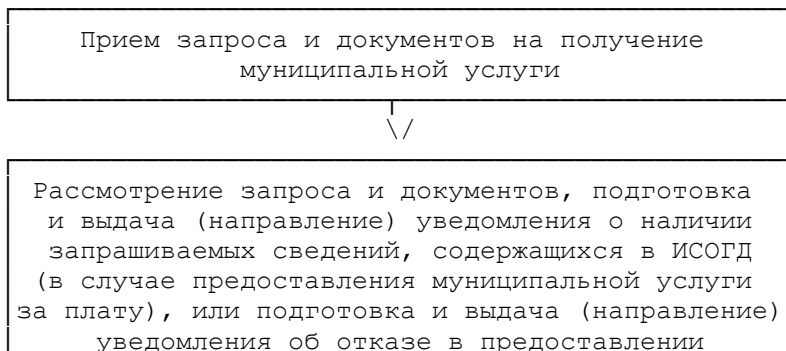 Прием запроса и документов на получение
муниципальной услуги
\/
Рассмотрение запроса и документов, подготовка
и выдача (направление) уведомления о наличии
запрашиваемых сведений, содержащихся в ИСОГД
(в случае предоставления муниципальной услуги
за плату), или подготовка и выдача (направление)
уведомления об отказе в предоставлении